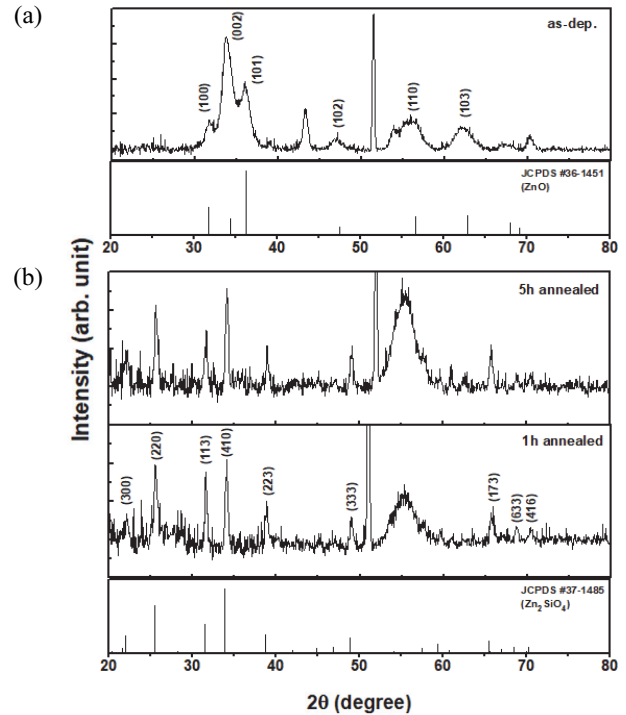 (a)
as-dep.
(100)
(002)
(101)
(102)
(110)
(103)
JCPDS #36-1451
(ZnO)
20 30 40 50 60 70 80
(b)
Intensity (arb. unit)
5h annealed
1h annealed
(300)
(220)
(113)
(410)
(223)
(333)
(173)
(633)
(416)
JCPDS #37-1485
(Zn₂SiO₄)
20 30 40 50 60 70 80
2θ (degree)